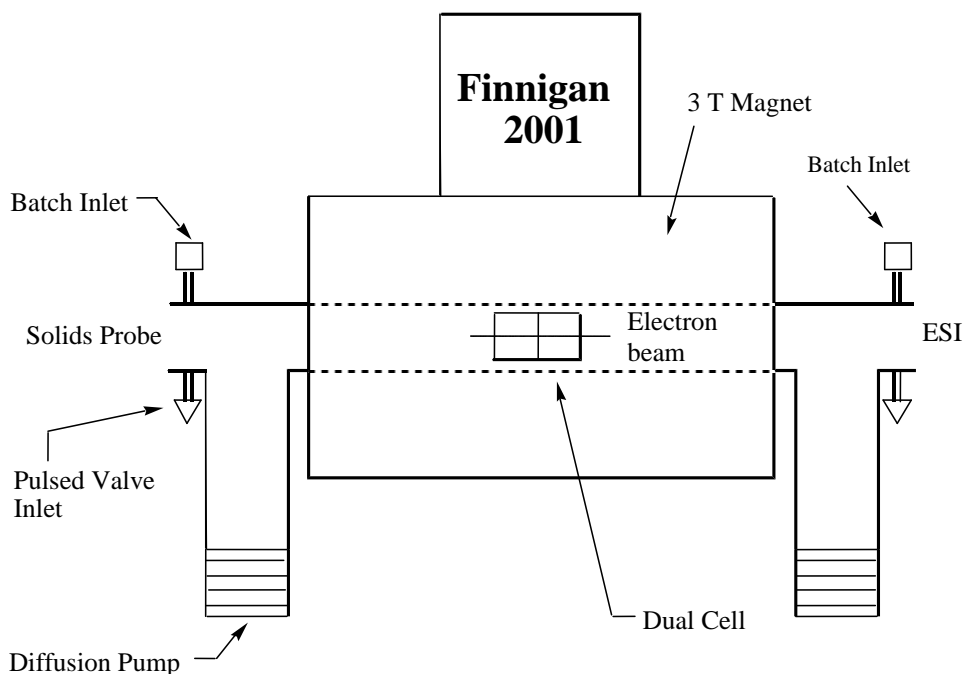 Finnigan
2001
3 T Magnet
Batch Inlet
Batch Inlet
Solids Probe
Electron
beam
ESI
Pulsed Valve
Inlet
Dual Cell
Diffusion Pump